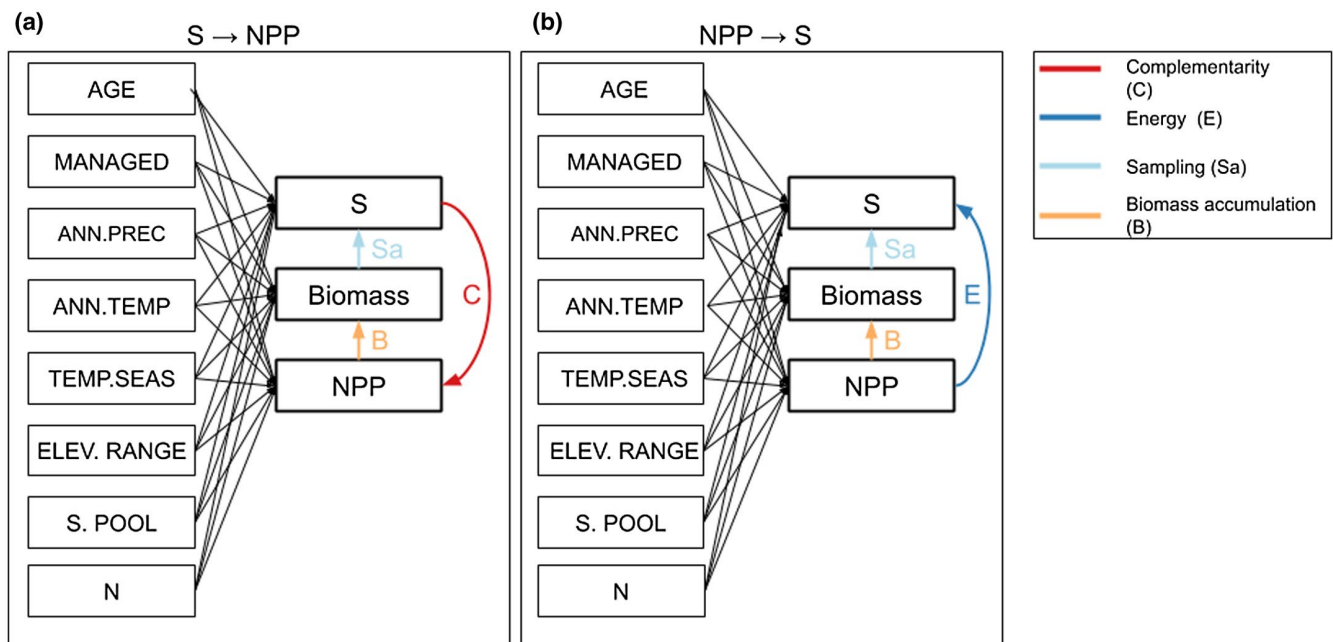 (a)
S → NPP
AGE
MANAGED
ANN.PREC
ANN.TEMP
TEMP.SEAS
ELEV. RANGE
S. POOL
N
S
Sa
Biomass
B
NPP
C
(b)
NPP → S
AGE
MANAGED
ANN.PREC
ANN.TEMP
TEMP.SEAS
ELEV. RANGE
S. POOL
N
S
Sa
Biomass
B
NPP
E
Complementarity
(C)
Energy (E)
Sampling (Sa)
Biomass accumulation
(B)